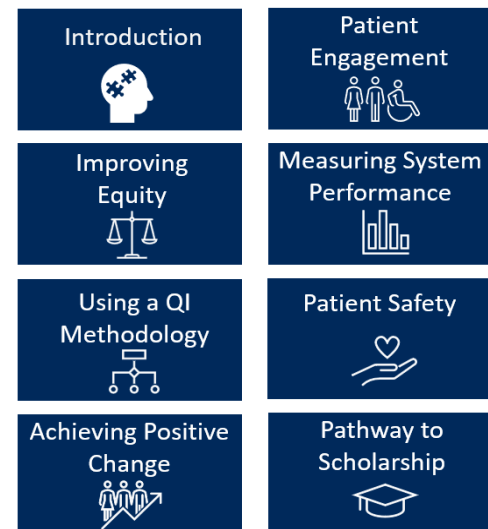 Introduction
Patient
Engagement
Improving
Equity
Measuring System
Performance
Using a QI
Methodology
Patient Safety
Achieving Positive
Change
Pathway to
Scholarship